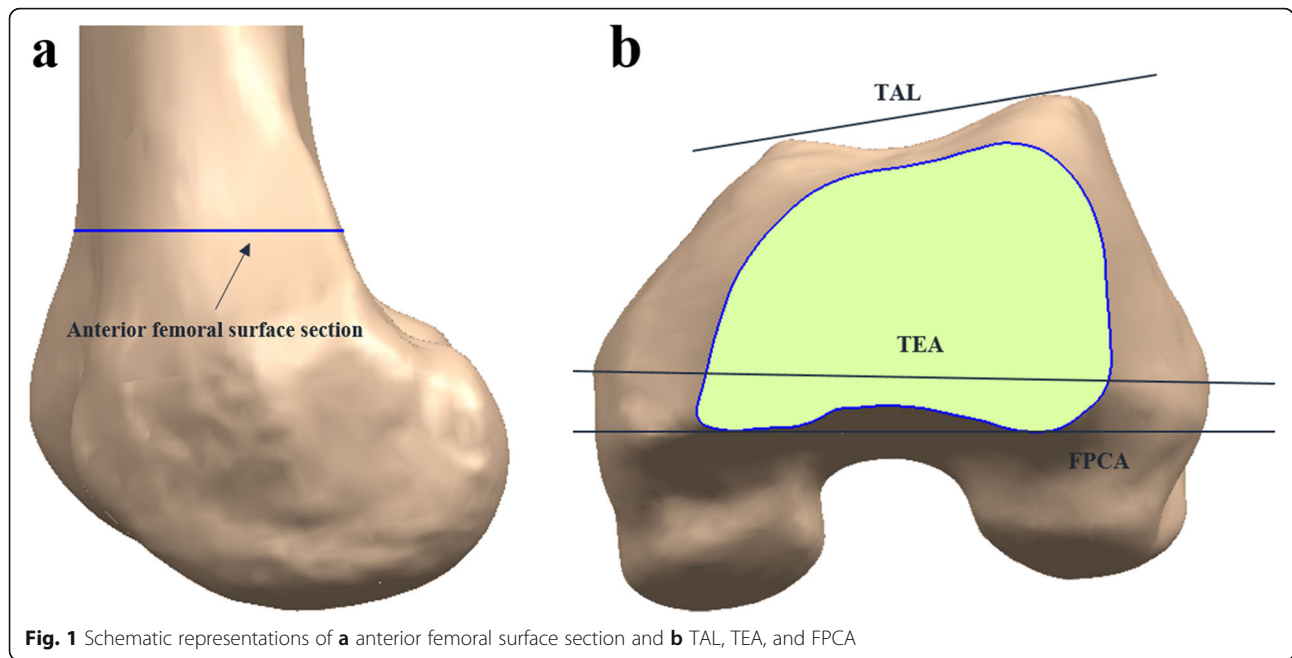 a
Anterior femoral surface section
b
TAL
TEA
FPCA
Fig. 1 Schematic representations of a anterior femoral surface section and b TAL, TEA, and FPCA